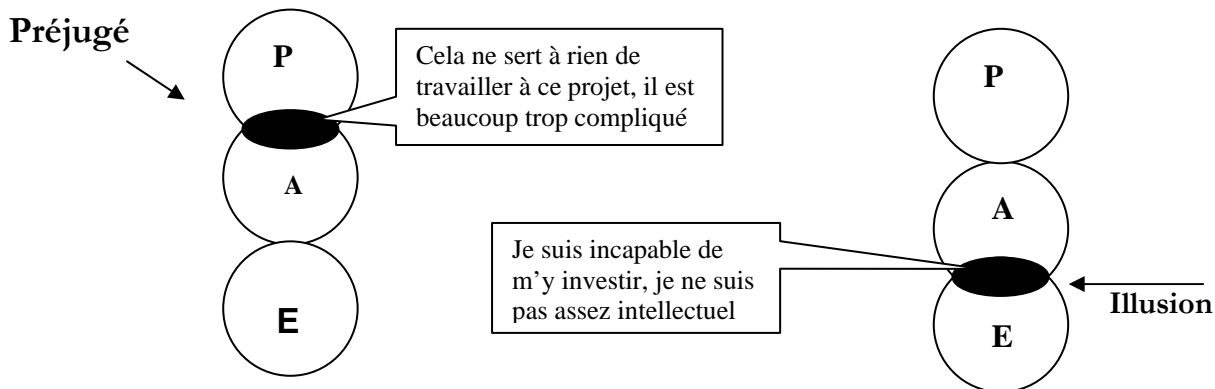 Préjugé
P
Cela ne sert à rien de
travailler à ce projet, il est
beaucoup trop compliqué
A
E
P
A
Je suis incapable de
m'y investir, je ne suis
pas assez intellectuel
Illusion
E